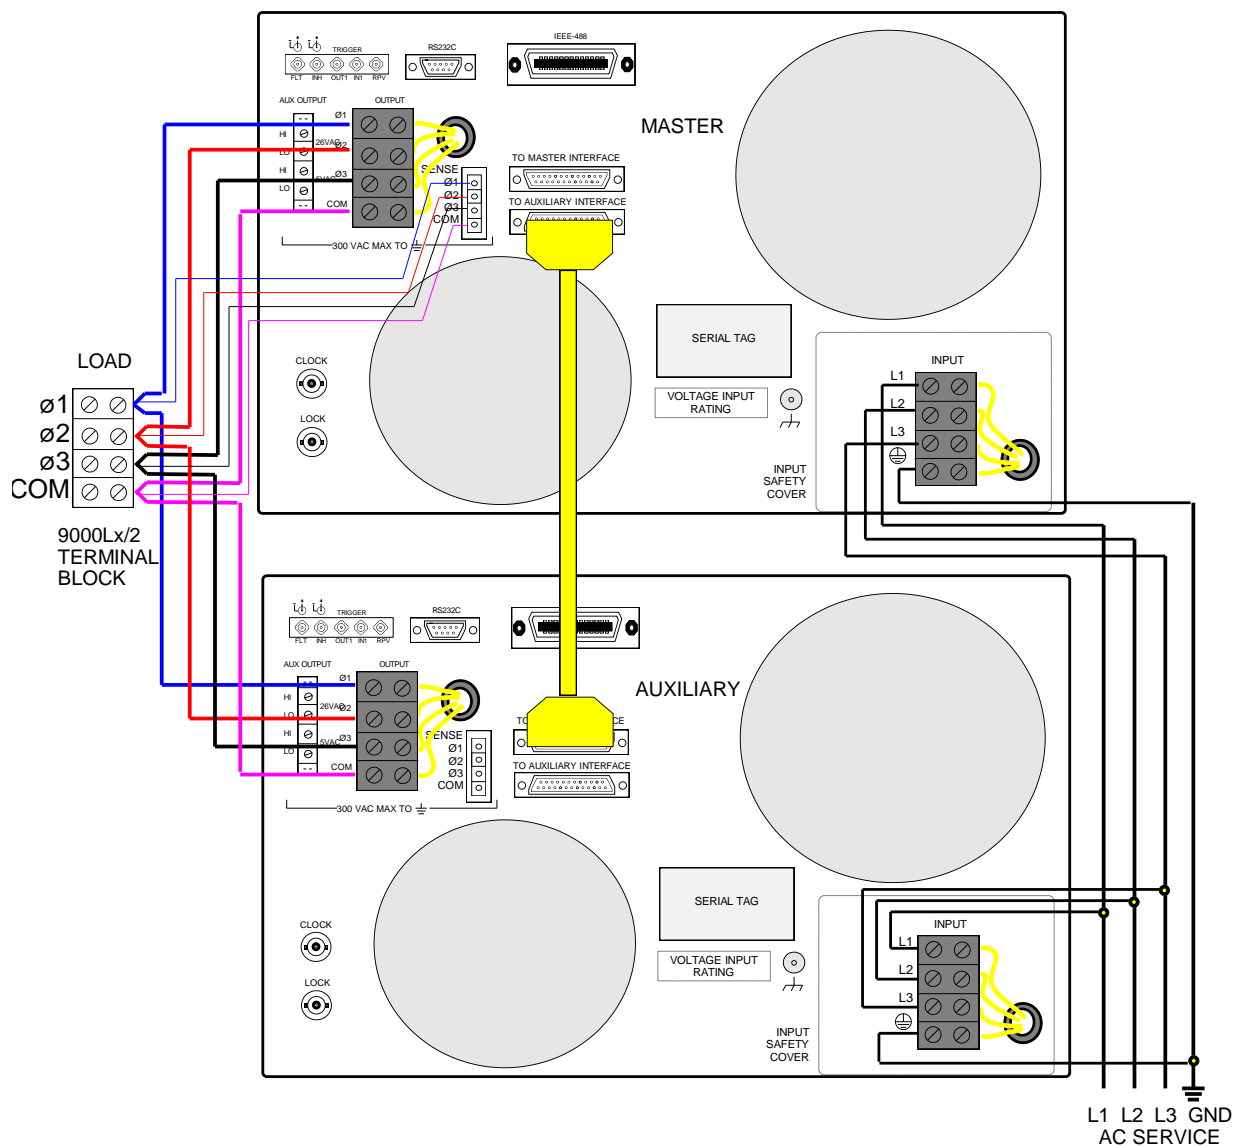 IEEE-488
TRIGGER
RS232C
FLT INH OUT1 IN1 RPV
AUX OUTPUT
OUTPUT
Ø1
HI
26VAC
Ø2
LO
HI
5VAC
Ø3
LO
COM
MASTER
SENSE
Ø1
Ø2
Ø3
COM
TO MASTER INTERFACE
TO AUXILIARY INTERFACE
300 VAC MAX TO
SERIAL TAG
VOLTAGE INPUT
RATING
CLOCK
LOCK
INPUT
L1
L2
L3
INPUT
SAFETY
COVER
LOAD
ø1
ø2
ø3
COM
9000Lx/2
TERMINAL
BLOCK
TRIGGER
RS232C
FLT INH OUT1 IN1 RPV
AUX OUTPUT
OUTPUT
Ø1
HI
26VAC
Ø2
LO
HI
5VAC
Ø3
LO
COM
AUXILIARY
SENSE
Ø1
Ø2
Ø3
COM
TO AUXILIARY INTERFACE
300 VAC MAX TO
SERIAL TAG
VOLTAGE INPUT
RATING
CLOCK
LOCK
INPUT
L1
L2
L3
INPUT
SAFETY
COVER
L1 L2 L3 GND
AC SERVICE